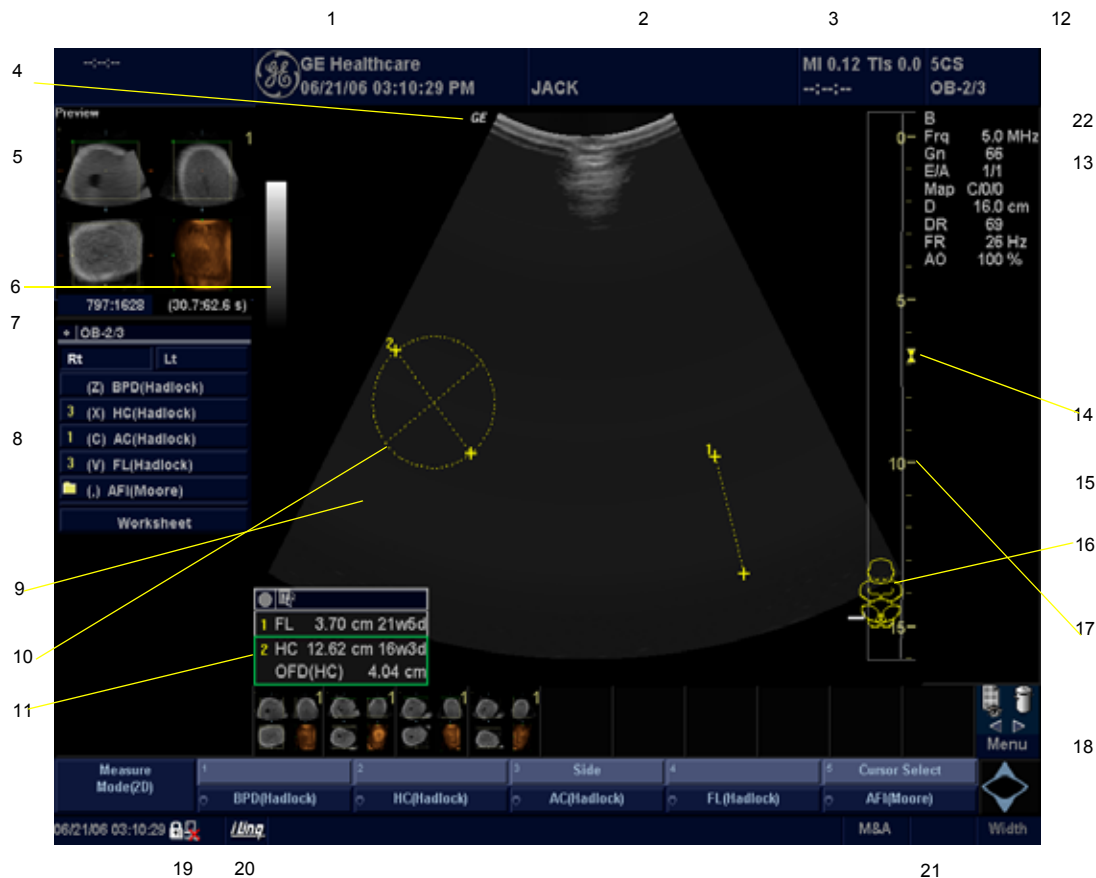 1 2 3 12
4
--:--:-- GE Healthcare MI 0.12 TIs 0.0 5CS
06/21/06 03:10:29 PM JACK --:--:-- OB-2/3
Preview
GE
B
22
1
0
Frq 5.0 MHz
5
Gn 66
13
E/A 1/1
Map C/0/0
D 16.0 cm
DR 69
FR 26 Hz
AO 100 %
6
797:1628 (30.7:62.6 s)
5
7
+ OB-2/3
Rt Lt
2
(Z) BPD(Hadlock)
3 (X) HC(Hadlock)
14
8
1 (C) AC(Hadlock)
1
3 (V) FL(Hadlock)
10
(.) AFI(Moore)
15
Worksheet
16
9
1 FL 3.70 cm 21w5d
15
17
10
2 HC 12.62 cm 16w3d
OFD(HC) 4.04 cm
11
1 1 1 1
Menu
18
Measure
Mode(2D)
1 2 3 Side 4 5 Cursor Select
BPD(Hadlock) HC(Hadlock) AC(Hadlock) FL(Hadlock) AFI(Moore)
06/21/06 03:10:29 iLinq M&A Width
19 20 21